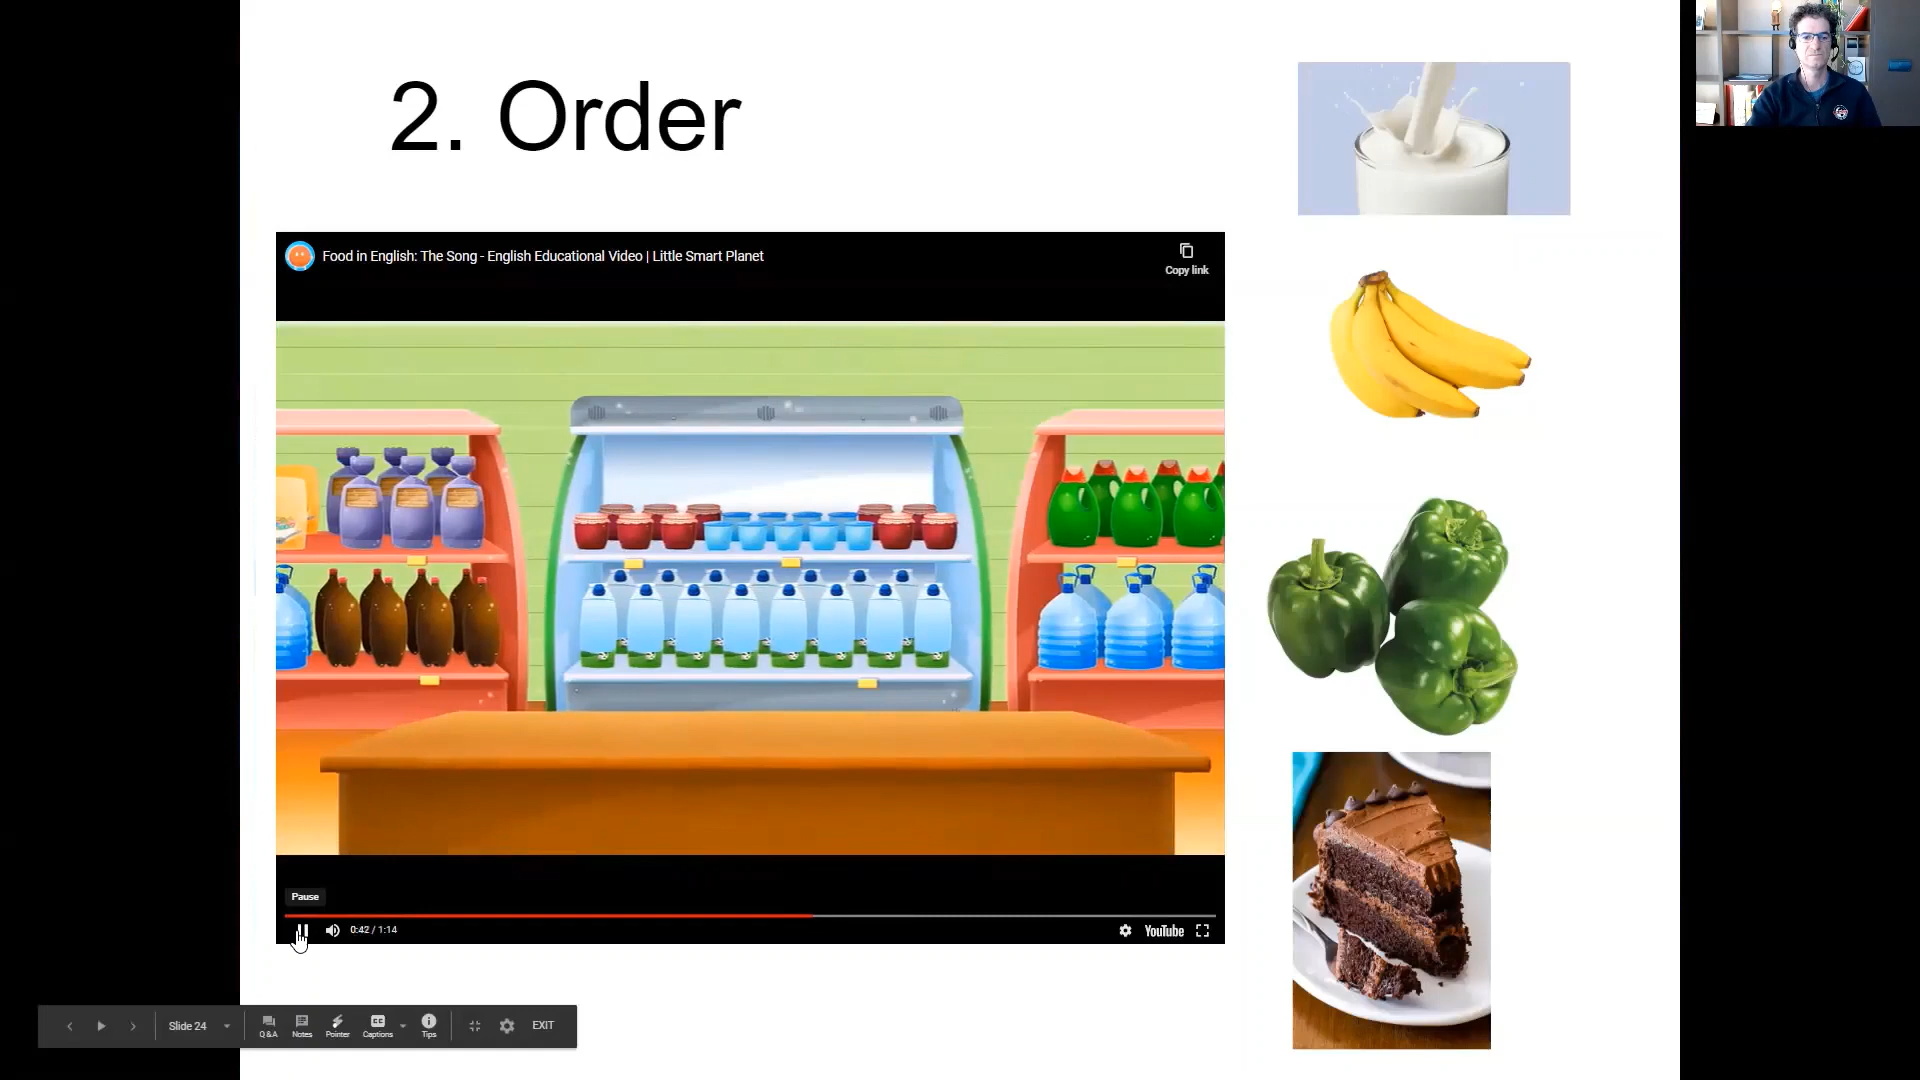 2. Order
Food in English: The Song - English Educational Video | Little Smart Planet
Copy link
Pause
0:42 / 1:14
YouTube
Slide 24
Q&A
Notes
Pointer
Captions
Tips
EXIT